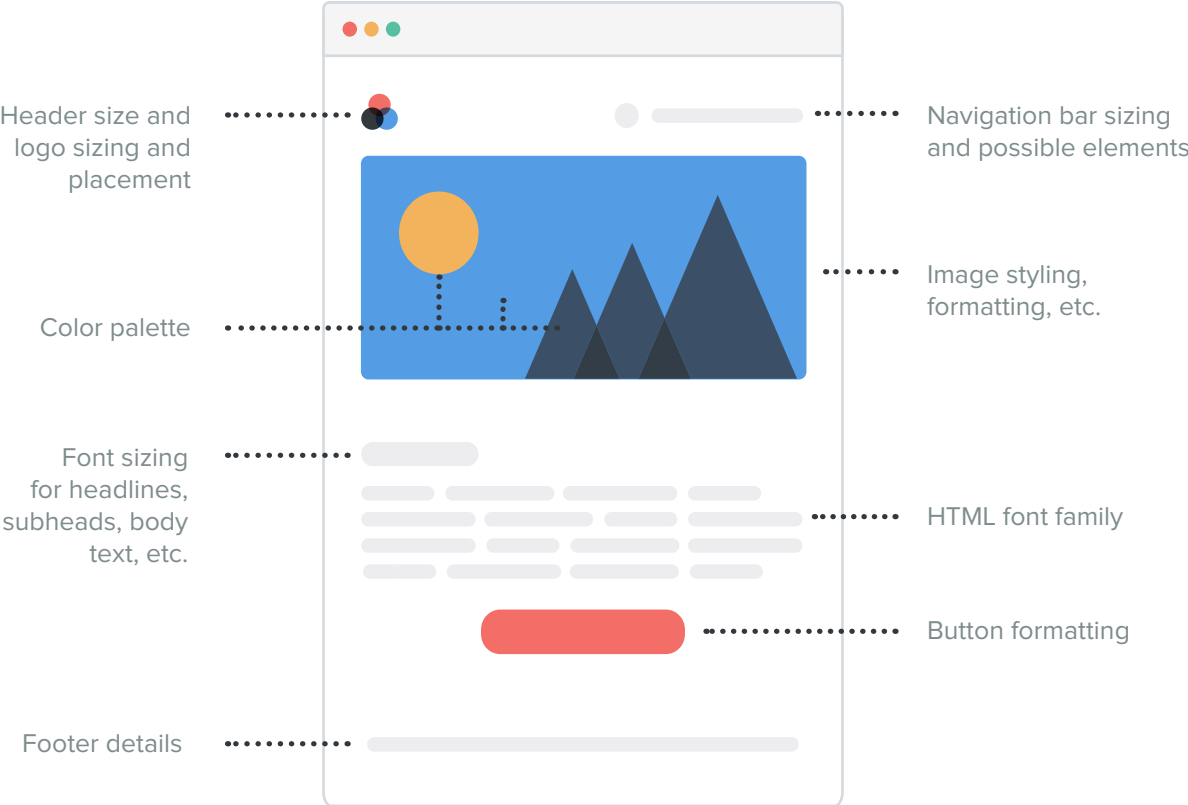 Header size and
logo sizing and
placement
Navigation bar sizing
and possible elements
Image styling,
formatting, etc.
Color palette
Font sizing
for headlines,
subheads, body
text, etc.
HTML font family
Button formatting
Footer details